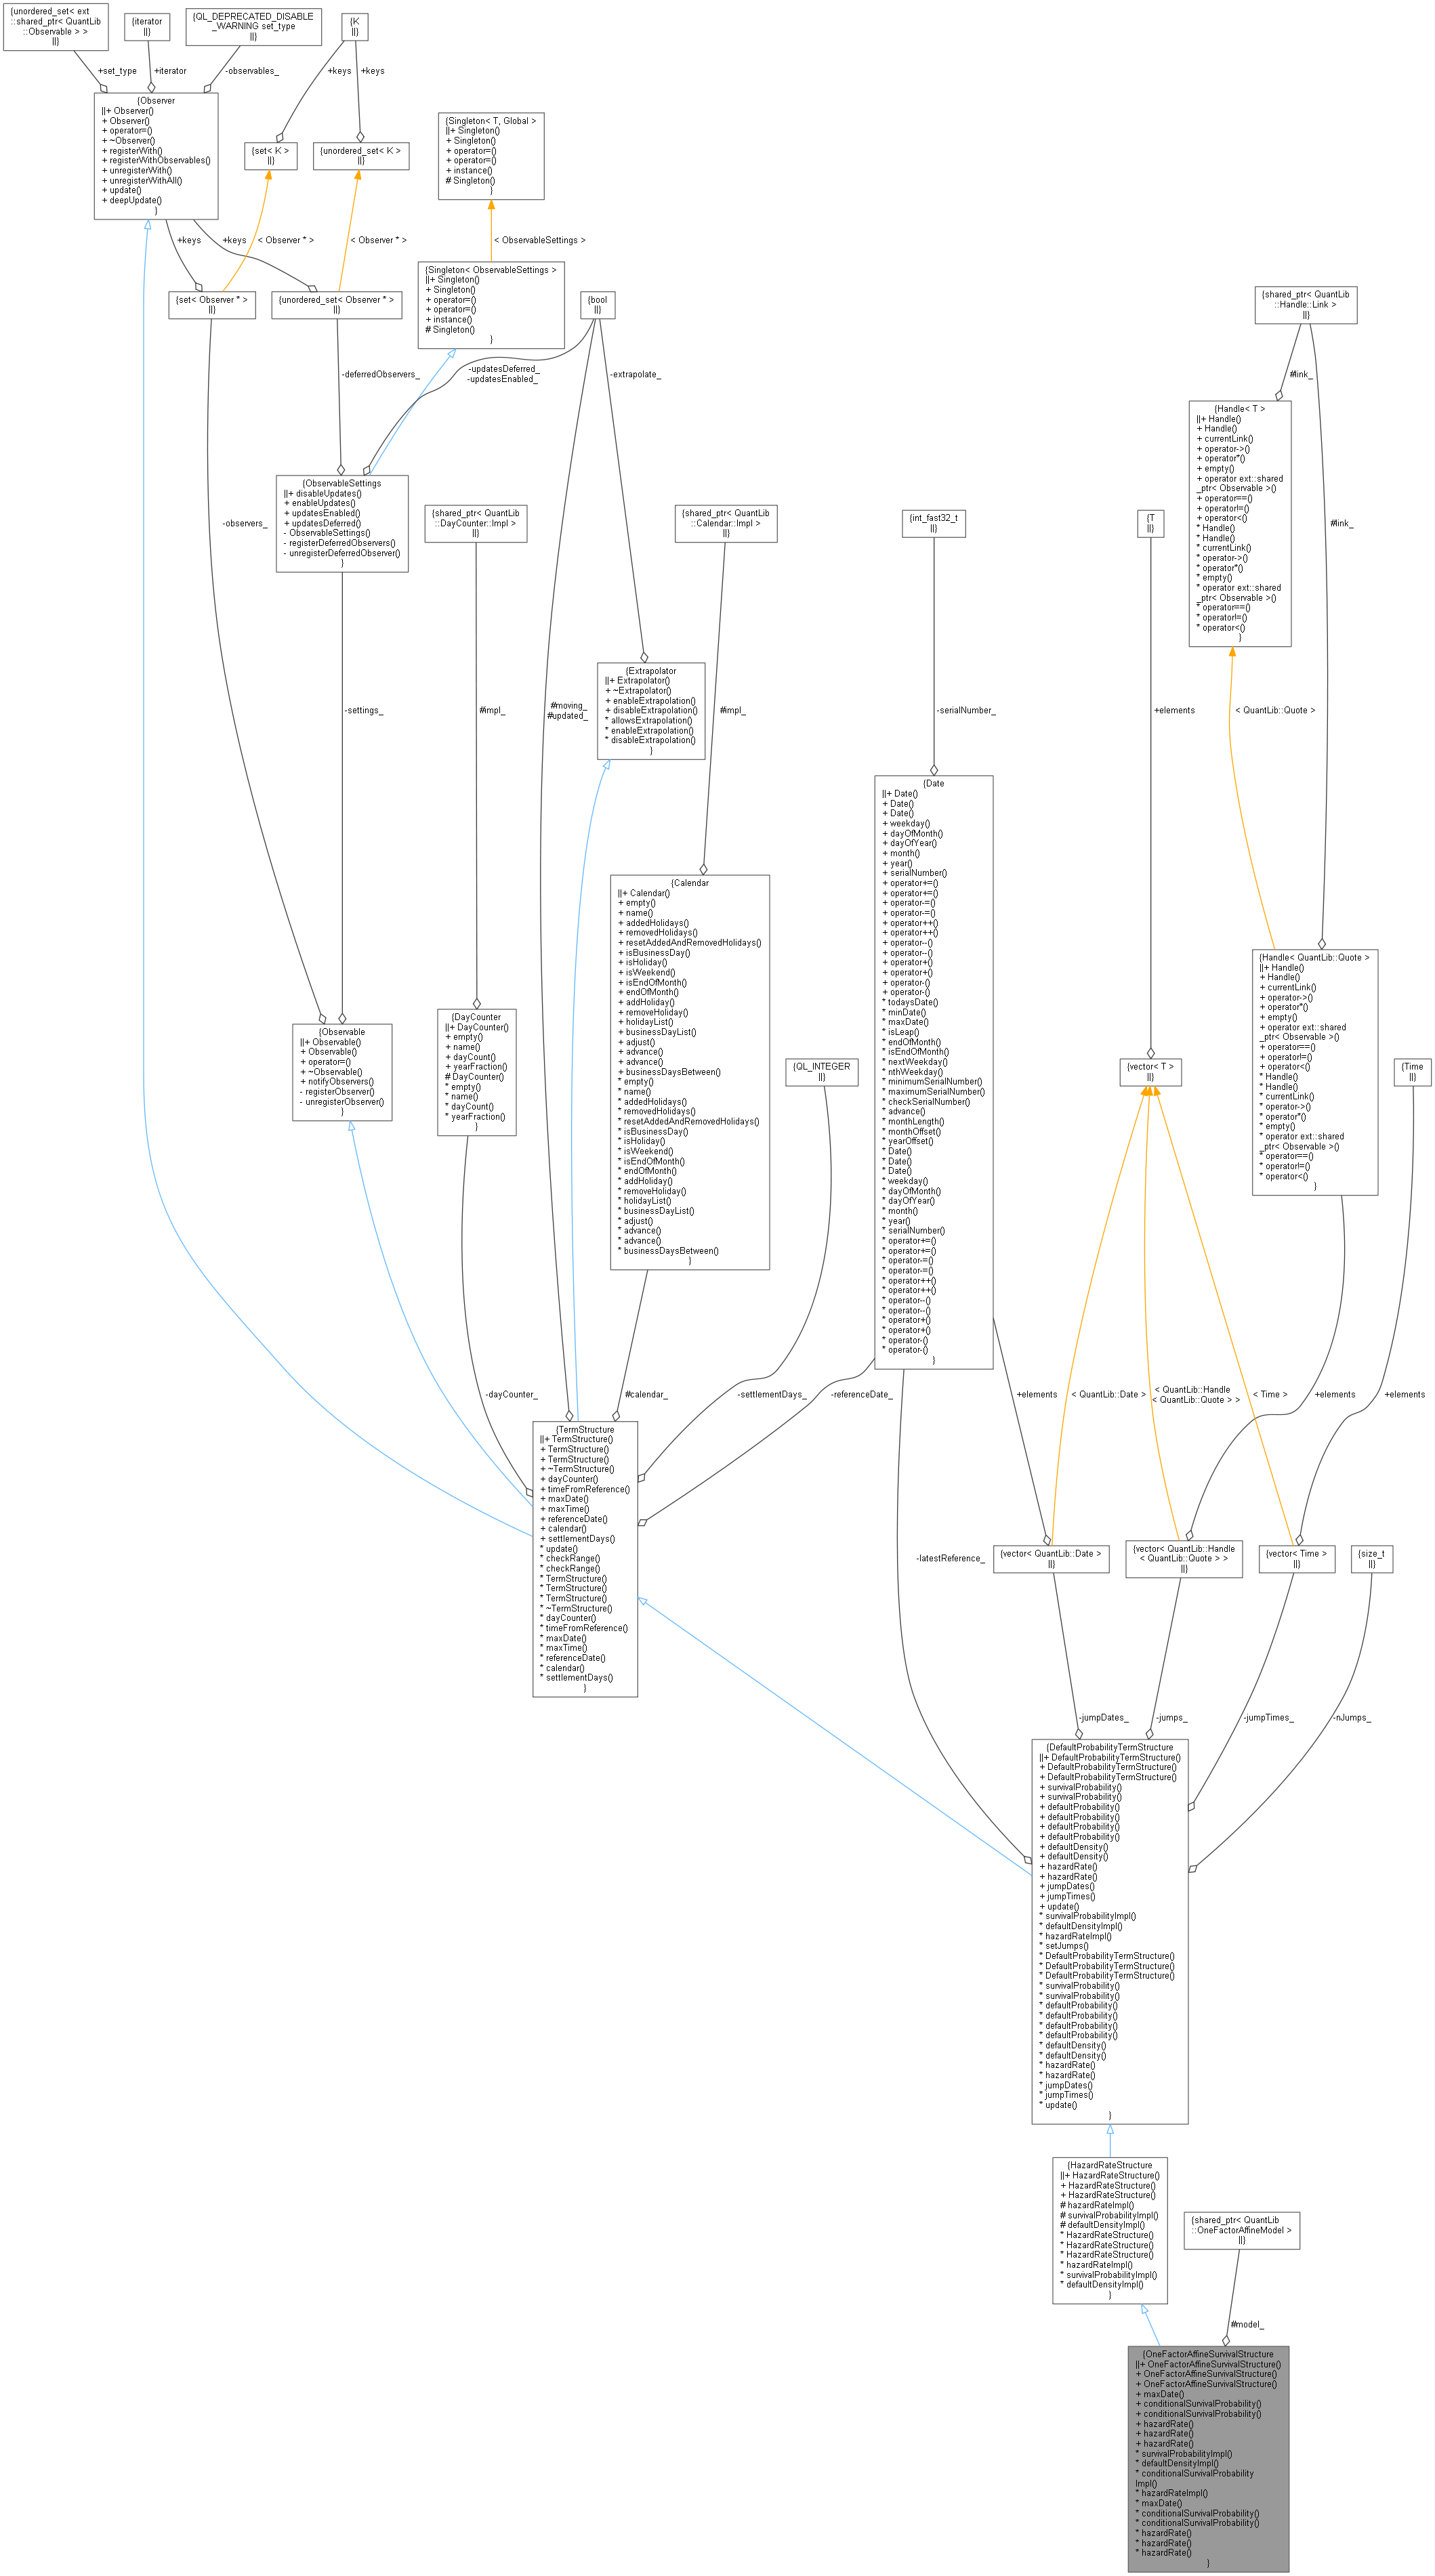 {unordered_set< ext
::shared_ptr< QuantLib
::Observable > >
||}
{iterator
||}
{QL_DEPRECATED_DISABLE
_WARNING set_type
||}
{K
||}
+set_type
+iterator
-observables_
+keys
+keys
{Observer
||+ Observer()
+ Observer()
+ operator=()
+ ~Observer()
+ registerWith()
+ registerWithObservables()
+ unregisterWith()
+ unregisterWithAll()
+ update()
+ deepUpdate()
}
{set< K >
||}
{unordered_set< K >
||}
{Singleton< T, Global >
||+ Singleton()
+ Singleton()
+ operator=()
+ operator=()
+ instance()
# Singleton()
}
+keys
+keys
< Observer * >
< Observer * >
< ObservableSettings >
{set< Observer * >
||}
{unordered_set< Observer * >
||}
{Singleton< ObservableSettings >
||+ Singleton()
+ Singleton()
+ operator=()
+ operator=()
+ instance()
# Singleton()
}
{bool
||}
{shared_ptr< QuantLib
::Handle::Link >
||}
-deferredObservers_
-updatesDeferred_
-updatesEnabled_
-extrapolate_
#link_
{Handle< T >
||+ Handle()
+ Handle()
+ currentLink()
+ operator->()
+ operator*()
+ empty()
+ operator ext::shared
_ptr< Observable >()
+ operator==()
+ operator!=()
+ operator<()
* Handle()
* Handle()
* currentLink()
* operator->()
* operator*()
* empty()
* operator ext::shared
_ptr< Observable >()
* operator==()
* operator!=()
* operator<()
}
-observers_
{ObservableSettings
||+ disableUpdates()
+ enableUpdates()
+ updatesEnabled()
+ updatesDeferred()
- ObservableSettings()
- registerDeferredObservers()
- unregisterDeferredObserver()
}
{shared_ptr< QuantLib
::DayCounter::Impl >
||}
{shared_ptr< QuantLib
::Calendar::Impl >
||}
{int_fast32_t
||}
{T
||}
#link_
-settings_
#impl_
#moving_
#updated_
{Extrapolator
||+ Extrapolator()
+ ~Extrapolator()
+ enableExtrapolation()
+ disableExtrapolation()
* allowsExtrapolation()
* enableExtrapolation()
* disableExtrapolation()
}
#impl_
-serialNumber_
+elements
< QuantLib::Quote >
{Date
||+ Date()
+ Date()
+ Date()
+ weekday()
+ dayOfMonth()
+ dayOfYear()
+ month()
+ year()
+ serialNumber()
+ operator+=()
+ operator+=()
+ operator-=()
+ operator-=()
+ operator++()
+ operator++()
+ operator--()
+ operator--()
+ operator+()
+ operator+()
+ operator-()
+ operator-()
* todaysDate()
* minDate()
* maxDate()
* isLeap()
* endOfMonth()
* isEndOfMonth()
* nextWeekday()
* nthWeekday()
* minimumSerialNumber()
* maximumSerialNumber()
* checkSerialNumber()
* advance()
* monthLength()
* monthOffset()
* yearOffset()
* Date()
* Date()
* Date()
* weekday()
* dayOfMonth()
* dayOfYear()
* month()
* year()
* serialNumber()
* operator+=()
* operator+=()
* operator-=()
* operator-=()
* operator++()
* operator++()
* operator--()
* operator--()
* operator+()
* operator+()
* operator-()
* operator-()
}
{Calendar
||+ Calendar()
+ empty()
+ name()
+ addedHolidays()
+ removedHolidays()
+ resetAddedAndRemovedHolidays()
+ isBusinessDay()
+ isHoliday()
+ isWeekend()
+ isEndOfMonth()
+ endOfMonth()
+ addHoliday()
+ removeHoliday()
+ holidayList()
+ businessDayList()
+ adjust()
+ advance()
+ advance()
+ businessDaysBetween()
* empty()
* name()
* addedHolidays()
* removedHolidays()
* resetAddedAndRemovedHolidays()
* isBusinessDay()
* isHoliday()
* isWeekend()
* isEndOfMonth()
* endOfMonth()
* addHoliday()
* removeHoliday()
* holidayList()
* businessDayList()
* adjust()
* advance()
* advance()
* businessDaysBetween()
}
{Handle< QuantLib::Quote >
||+ Handle()
+ Handle()
+ currentLink()
+ operator->()
+ operator*()
+ empty()
+ operator ext::shared
_ptr< Observable >()
+ operator==()
+ operator!=()
+ operator<()
* Handle()
* Handle()
* currentLink()
* operator->()
* operator*()
* empty()
* operator ext::shared
_ptr< Observable >()
* operator==()
* operator!=()
* operator<()
}
{Observable
||+ Observable()
+ Observable()
+ operator=()
+ ~Observable()
+ notifyObservers()
- registerObserver()
- unregisterObserver()
}
{DayCounter
||+ DayCounter()
+ empty()
+ name()
+ dayCount()
+ yearFraction()
# DayCounter()
* empty()
* name()
* dayCount()
* yearFraction()
}
{QL_INTEGER
||}
{vector< T >
||}
{Time
||}
-dayCounter_
#calendar_
-settlementDays_
-referenceDate_
+elements
< QuantLib::Date >
< QuantLib::Handle
< QuantLib::Quote > >
< Time >
+elements
+elements
{TermStructure
||+ TermStructure()
+ TermStructure()
+ TermStructure()
+ ~TermStructure()
+ dayCounter()
+ timeFromReference()
+ maxDate()
+ maxTime()
+ referenceDate()
+ calendar()
+ settlementDays()
* update()
* checkRange()
* checkRange()
* TermStructure()
* TermStructure()
* TermStructure()
* ~TermStructure()
* dayCounter()
* timeFromReference()
* maxDate()
* maxTime()
* referenceDate()
* calendar()
* settlementDays()
}
-latestReference_
{vector< QuantLib::Date >
||}
{vector< QuantLib::Handle
< QuantLib::Quote > >
||}
{vector< Time >
||}
{size_t
||}
-jumpDates_
-jumps_
-jumpTimes_
-nJumps_
{DefaultProbabilityTermStructure
||+ DefaultProbabilityTermStructure()
+ DefaultProbabilityTermStructure()
+ DefaultProbabilityTermStructure()
+ survivalProbability()
+ survivalProbability()
+ defaultProbability()
+ defaultProbability()
+ defaultProbability()
+ defaultProbability()
+ defaultDensity()
+ defaultDensity()
+ hazardRate()
+ hazardRate()
+ jumpDates()
+ jumpTimes()
+ update()
* survivalProbabilityImpl()
* defaultDensityImpl()
* hazardRateImpl()
* setJumps()
* DefaultProbabilityTermStructure()
* DefaultProbabilityTermStructure()
* DefaultProbabilityTermStructure()
* survivalProbability()
* survivalProbability()
* defaultProbability()
* defaultProbability()
* defaultProbability()
* defaultProbability()
* defaultDensity()
* defaultDensity()
* hazardRate()
* hazardRate()
* jumpDates()
* jumpTimes()
* update()
}
{HazardRateStructure
||+ HazardRateStructure()
+ HazardRateStructure()
+ HazardRateStructure()
# hazardRateImpl()
# survivalProbabilityImpl()
# defaultDensityImpl()
* HazardRateStructure()
* HazardRateStructure()
* HazardRateStructure()
* hazardRateImpl()
* survivalProbabilityImpl()
* defaultDensityImpl()
}
{shared_ptr< QuantLib
::OneFactorAffineModel >
||}
#model_
{OneFactorAffineSurvivalStructure
||+ OneFactorAffineSurvivalStructure()
+ OneFactorAffineSurvivalStructure()
+ OneFactorAffineSurvivalStructure()
+ maxDate()
+ conditionalSurvivalProbability()
+ conditionalSurvivalProbability()
+ hazardRate()
+ hazardRate()
+ hazardRate()
* survivalProbabilityImpl()
* defaultDensityImpl()
* conditionalSurvivalProbability
Impl()
* hazardRateImpl()
* maxDate()
* conditionalSurvivalProbability()
* conditionalSurvivalProbability()
* hazardRate()
* hazardRate()
* hazardRate()
}